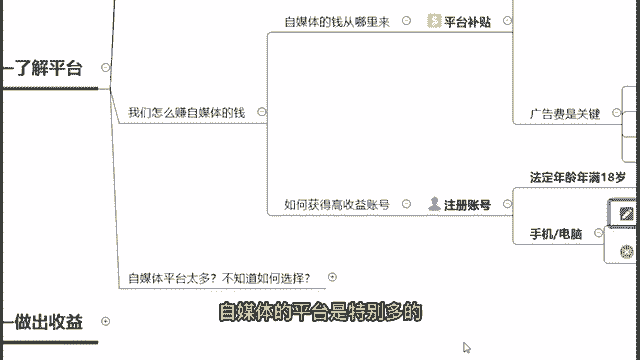 自媒体的钱从哪里来
平台补贴
了解平台
我们怎么赚自媒体的钱
广告费是关键
法定年龄年满18岁
如何获得高收益账号
注册账号
手机/电脑
自媒体平台太多？不知道如何选择？
自媒体的平台是特别多的
做出收益